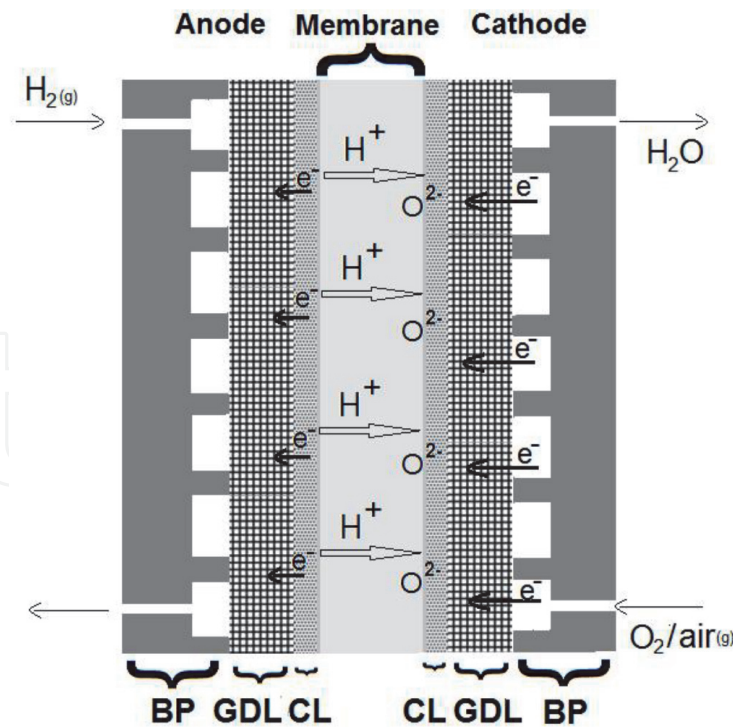 Anode Membrane Cathode
H₂(g)
H₂O
H⁺
e⁻ e⁻
O²⁻
H⁺
e⁻
O²⁻
e⁻
H⁺
e⁻ e⁻
O²⁻
H⁺
e⁻
O²⁻
e⁻
O₂/air(g)
BP GDL CL CL GDL BP